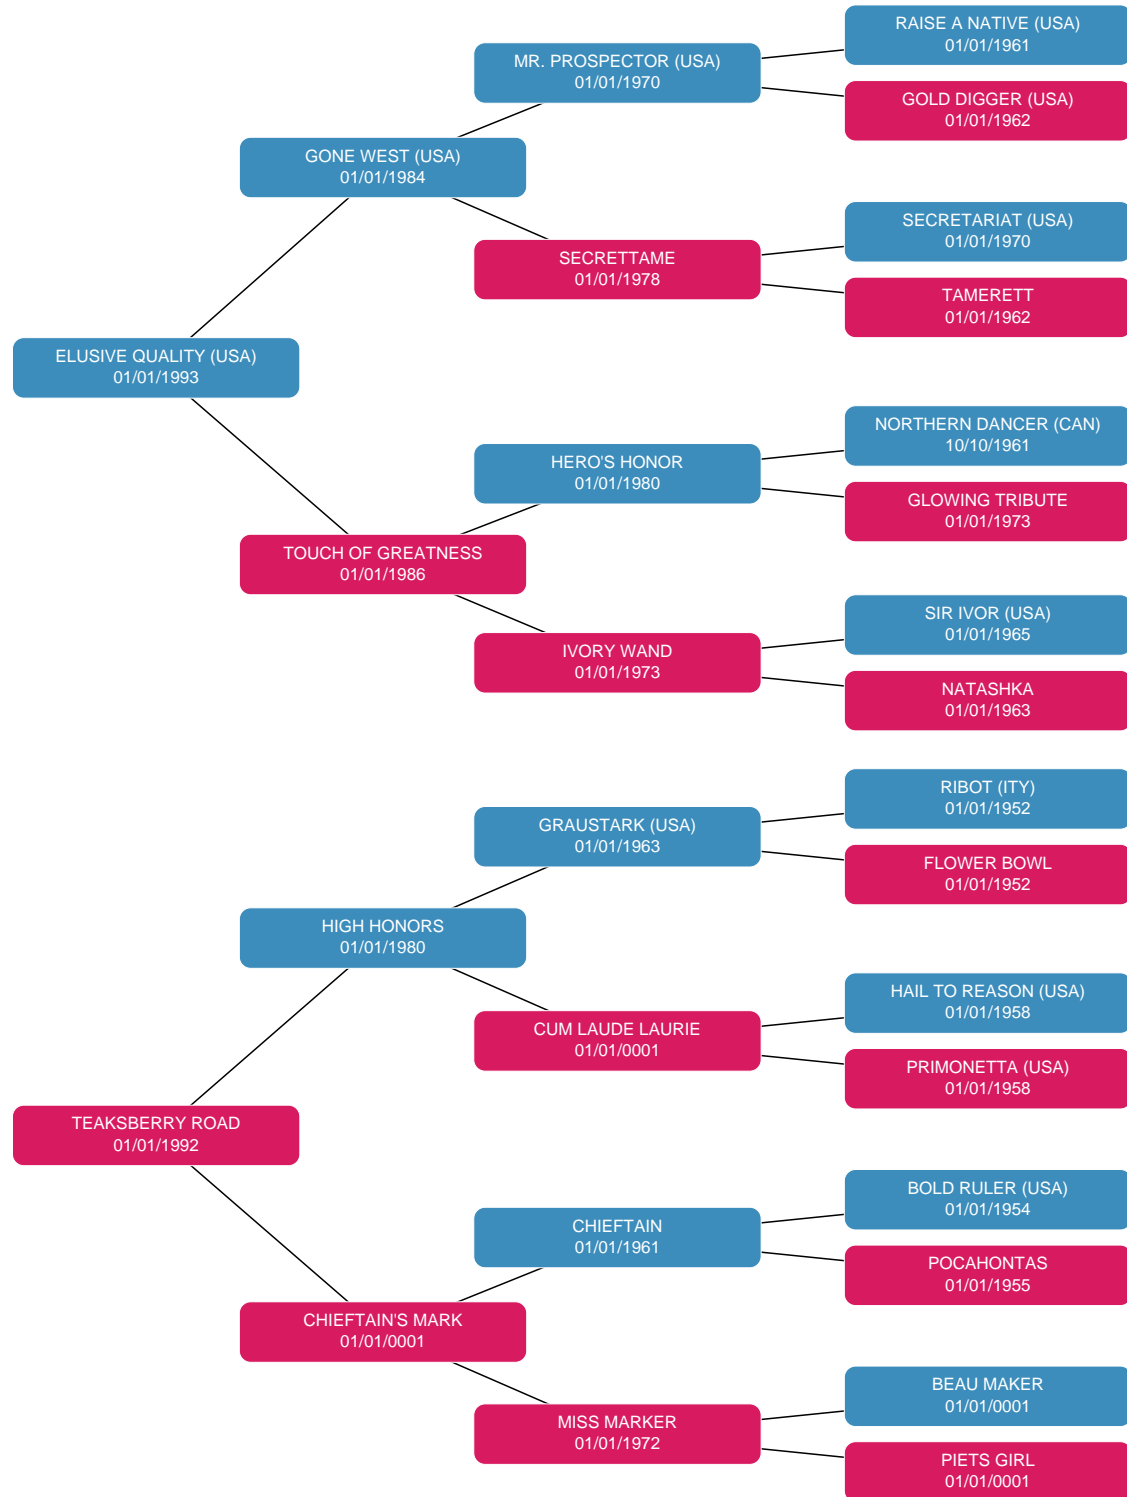 RAISE A NATIVE (USA)
01/01/1961
MR. PROSPECTOR (USA)
01/01/1970
GOLD DIGGER (USA)
01/01/1962
GONE WEST (USA)
01/01/1984
SECRETARIAT (USA)
01/01/1970
SECRETTAME
01/01/1978
TAMERETT
01/01/1962
ELUSIVE QUALITY (USA)
01/01/1993
NORTHERN DANCER (CAN)
10/10/1961
HERO'S HONOR
01/01/1980
GLOWING TRIBUTE
01/01/1973
TOUCH OF GREATNESS
01/01/1986
SIR IVOR (USA)
01/01/1965
IVORY WAND
01/01/1973
NATASHKA
01/01/1963
RIBOT (ITY)
01/01/1952
GRAUSTARK (USA)
01/01/1963
FLOWER BOWL
01/01/1952
HIGH HONORS
01/01/1980
HAIL TO REASON (USA)
01/01/1958
CUM LAUDE LAURIE
01/01/0001
PRIMONETTA (USA)
01/01/1958
TEAKSBERRY ROAD
01/01/1992
BOLD RULER (USA)
01/01/1954
CHIEFTAIN
01/01/1961
POCAHONTAS
01/01/1955
CHIEFTAIN'S MARK
01/01/0001
BEAU MAKER
01/01/0001
MISS MARKER
01/01/1972
PIETS GIRL
01/01/0001